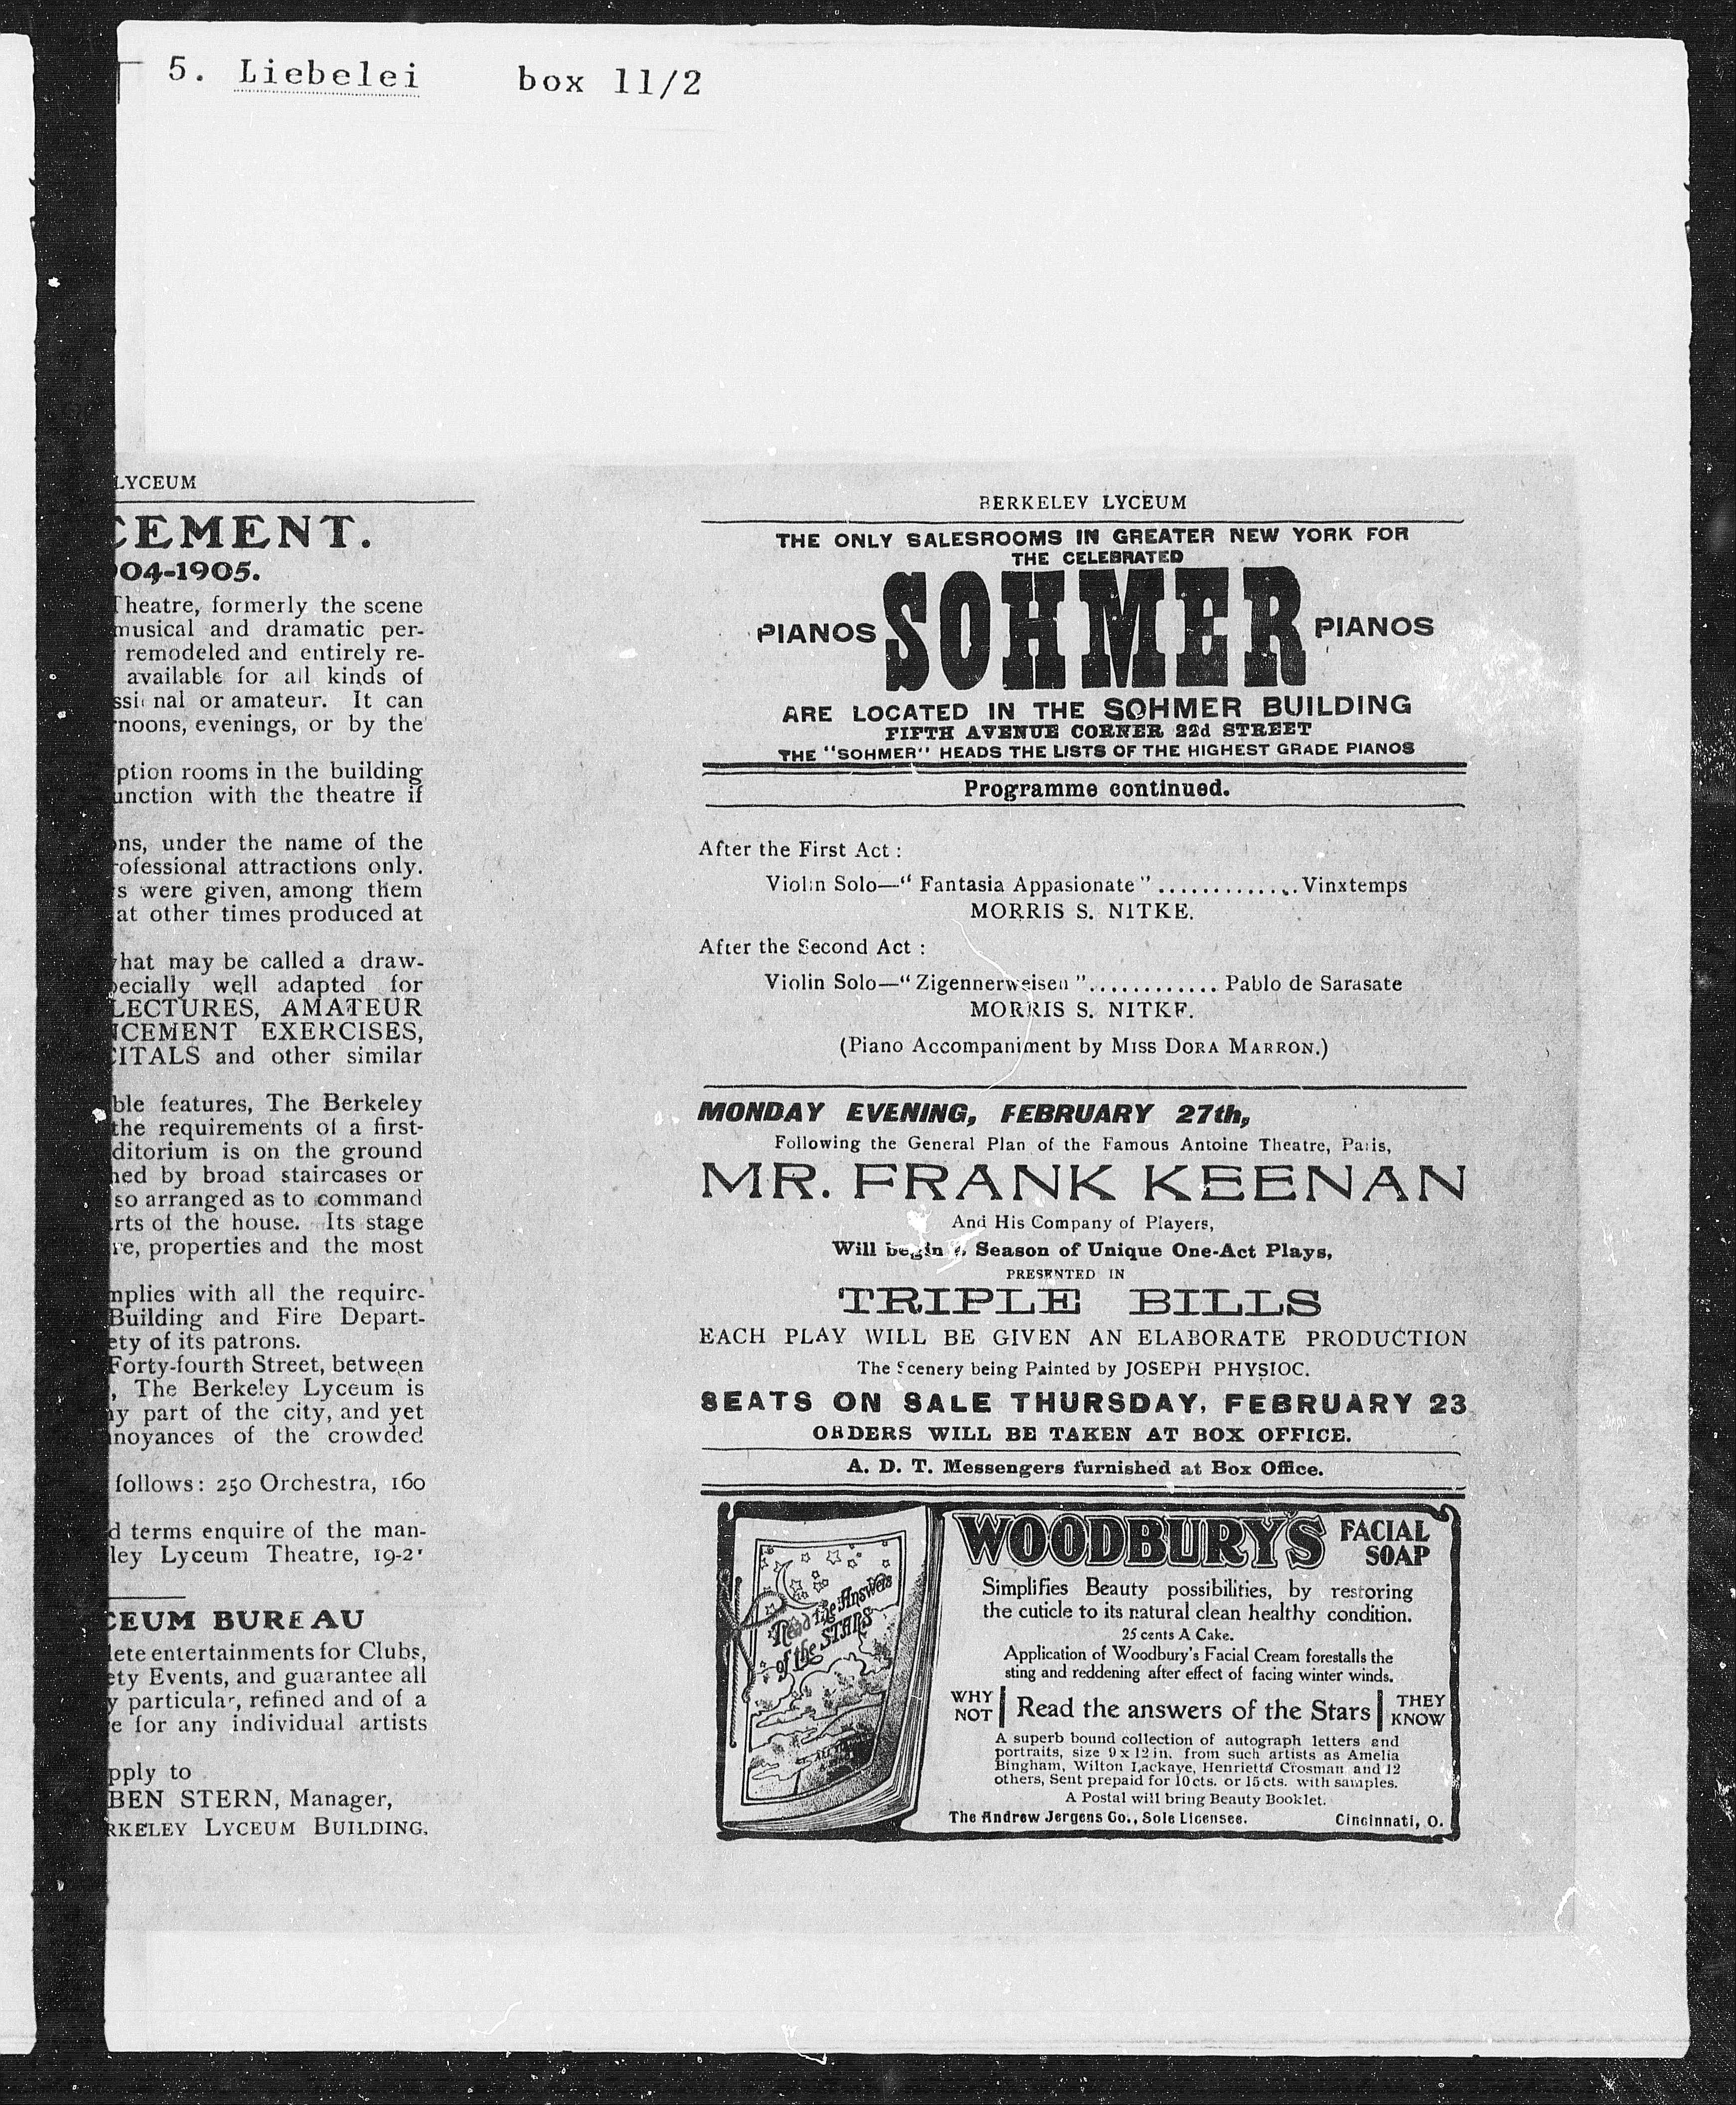 5. Liebelei box 11/2
LYCEUM
CEMENT.
04-1905.
Theatre, formerly the scene
musical and dramatic per-
remodeled and entirely re-
available for all kinds of
nal or amateur. It can
noons, evenings, or by the
ption rooms in the building
unction with the theatre if
ns, under the name of the
rofessional attractions only.
s were given, among them
at other times produced at
hat may be called a draw-
pecially well adapted for
LECTURES, AMATEUR
CEMENT EXERCISES,
CITALS and other similar
ble features, The Berkeley
the requirements of a first-
ditorium is on the ground
hed by broad staircases or
so arranged as to command
rts of the house. Its stage
re, properties and the most
mplies with all the require-
Building and Fire Depart-
ety of its patrons.
Forty-fourth Street, between
, The Berkeley Lyceum is
ny part of the city, and yet
nnoyances of the crowded
follows: 250 Orchestra, 160
d terms enquire of the man-
ley Lyceum Theatre, 19-2
CEUM BUREAU
lete entertainments for Clubs,
ety Events, and guarantee all
y particular, refined and of a
e for any individual artists
pply to
BEN STERN, Manager,
RKELEY LYCEUM BUILDING.
BERKELEY LYCEUM
THE ONLY SALESROOMS IN GREATER NEW YORK FOR
THE CELEBRATED
PIANOS SOHMER PIANOS
ARE LOCATED IN THE SOHMER BUILDING
FIFTH AVENUE CORNER 22d STREET
THE "SOHMER" HEADS THE LISTS OF THE HIGHEST GRADE PIANOS
Programme continued.
After the First Act:
Violin Solo—"Fantasia Appasionate".............Vinxtemps
MORRIS S. NITKE.
After the Second Act:
Violin Solo—"Zigennerweisen"............ Pablo de Sarasate
MORRIS S. NITKE.
(Piano Accompaniment by MISS DORA MARRON.)
MONDAY EVENING, FEBRUARY 27th,
Following the General Plan of the Famous Antoine Theatre, Paris,
MR. FRANK KEENAN
And His Company of Players,
Will begin a Season of Unique One-Act Plays,
PRESENTED IN
TRIPLE BILLS
EACH PLAY WILL BE GIVEN AN ELABORATE PRODUCTION
The Scenery being Painted by JOSEPH PHYSIOC.
SEATS ON SALE THURSDAY, FEBRUARY 23
ORDERS WILL BE TAKEN AT BOX OFFICE.
A. D. T. Messengers furnished at Box Office.
Read the Answers
of the STARS
WOODBURY'S FACIAL
SOAP
Simplifies Beauty possibilities, by restoring
the cuticle to its natural clean healthy condition.
25 cents A Cake.
Application of Woodbury's Facial Cream forestalls the
sting and reddening after effect of facing winter winds.
WHY NOT | Read the answers of the Stars | THEY KNOW
A superb bound collection of autograph letters and
portraits, size 9 x 12 in. from such artists as Amelia
Bingham, Wilton Lackaye, Henrietta Crosman and 12
others, Sent prepaid for 10 cts. or 15 cts. with samples.
A Postal will bring Beauty Booklet.
The Andrew Jergens Co., Sole Licensee. Cincinnati, O.